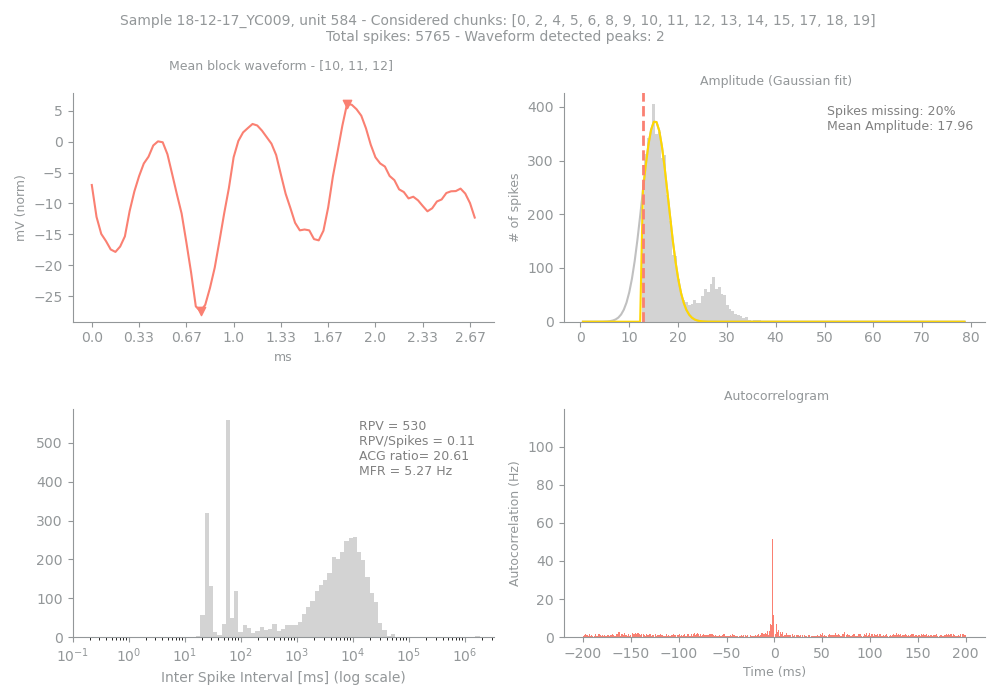 Sample 18-12-17_YC009, unit 584 - Considered chunks: [0, 2, 4, 5, 6, 8, 9, 10, 11, 12, 13, 14, 15, 17, 18, 19]
Total spikes: 5765 - Waveform detected peaks: 2
Mean block waveform - [10, 11, 12]
mV (norm)
5
0
−5
−10
−15
−20
−25
0.0 0.33 0.67 1.0 1.33 1.67 2.0 2.33 2.67
ms
Amplitude (Gaussian fit)
Spikes missing: 20%
Mean Amplitude: 17.96
# of spikes
400
300
200
100
0
0 10 20 30 40 50 60 70 80
RPV = 530
RPV/Spikes = 0.11
ACG ratio= 20.61
MFR = 5.27 Hz
500
400
300
200
100
0
10⁻¹ 10⁰ 10¹ 10² 10³ 10⁴ 10⁵ 10⁶
Inter Spike Interval [ms] (log scale)
Autocorrelogram
Autocorrelation (Hz)
100
80
60
40
20
0
−200 −150 −100 −50 0 50 100 150 200
Time (ms)